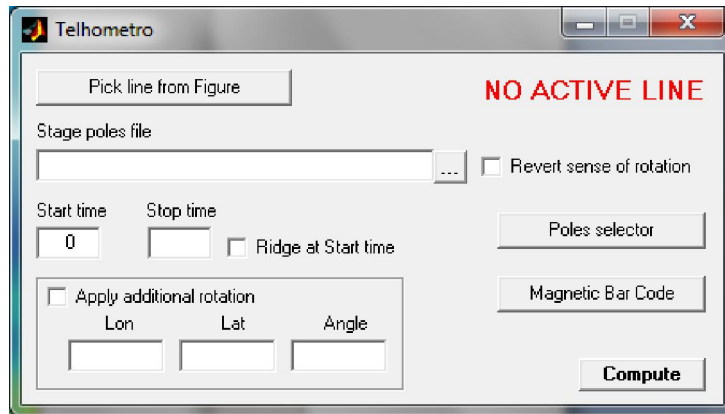 Telhometro
Pick line from Figure
NO ACTIVE LINE
Stage poles file
...
Revert sense of rotation
Start time
Stop time
0
Ridge at Start time
Poles selector
Apply additional rotation
Lon
Lat
Angle
Magnetic Bar Code
Compute